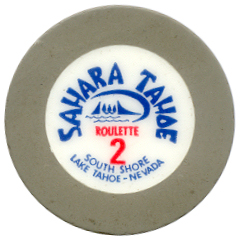 SAHARA TAHOE
ROULETTE
2
SOUTH SHORE
LAKE TAHOE - NEVADA